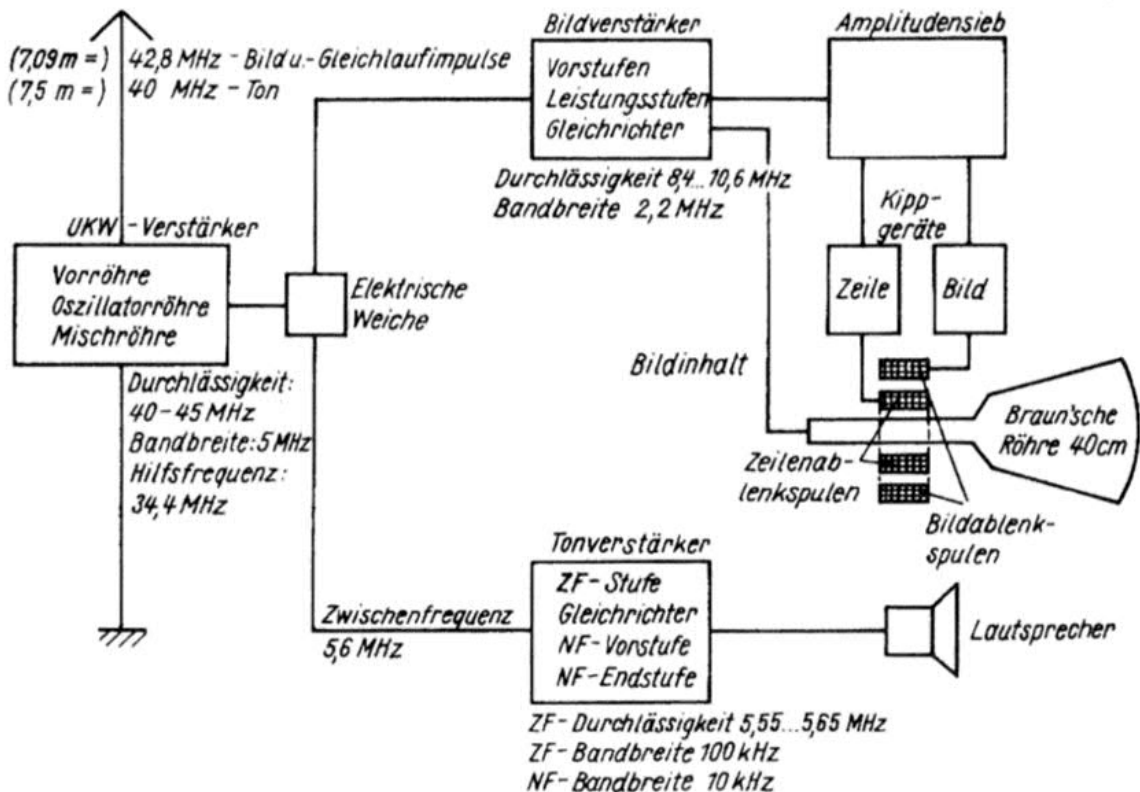 (7,09 m =) 42,8 MHz - Bild u.- Gleichlaufimpulse
(7,5 m =) 40 MHz - Ton
UKW - Verstärker
Vorröhre
Oszillatorröhre
Mischröhre
Durchlässigkeit:
40-45 MHz
Bandbreite: 5 MHz
Hilfsfrequenz:
34,4 MHz
Elektrische
Weiche
Bildverstärker
Vorstufen
Leistungsstufen
Gleichrichter
Durchlässigkeit 8,4...10,6 MHz
Bandbreite 2,2 MHz
Amplitudensieb
Kipp-
geräte
Zeile
Bild
Bildinhalt
Braun'sche
Röhre 40cm
Zeilenab-
lenkspulen
Bildablenk-
spulen
Zwischenfrequenz
5,6 MHz
Tonverstärker
ZF- Stufe
Gleichrichter
NF- Vorstufe
NF- Endstufe
ZF- Durchlässigkeit 5,55...5,65 MHz
ZF- Bandbreite 100 kHz
NF- Bandbreite 10 kHz
Lautsprecher